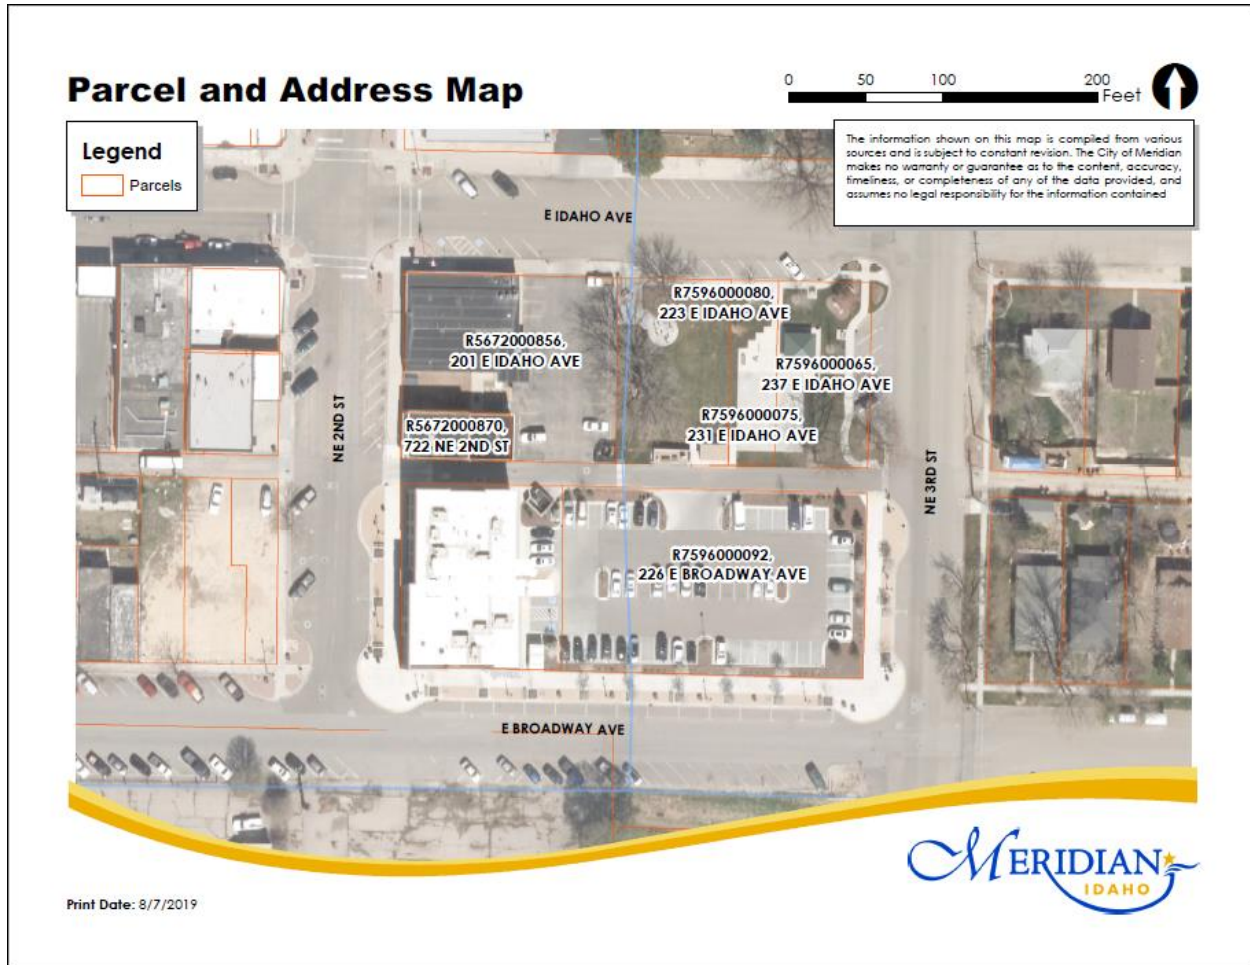 Parcel and Address Map
0 50 100 200
Feet
Legend
Parcels
The information shown on this map is compiled from various
sources and is subject to constant revision. The City of Meridian
makes no warranty or guarantee as to the content, accuracy,
timeliness, or completeness of any of the data provided, and
assumes no legal responsibility for the information contained
E IDAHO AVE
R7596000080,
223 E IDAHO AVE
R5672000856,
201 E IDAHO AVE
R7596000065,
237 E IDAHO AVE
R5672000870,
722 NE 2ND ST
R7596000075,
231 E IDAHO AVE
NE 2ND ST
NE 3RD ST
R7596000092,
226 E BROADWAY AVE
E BROADWAY AVE
MERIDIAN
IDAHO
Print Date: 8/7/2019